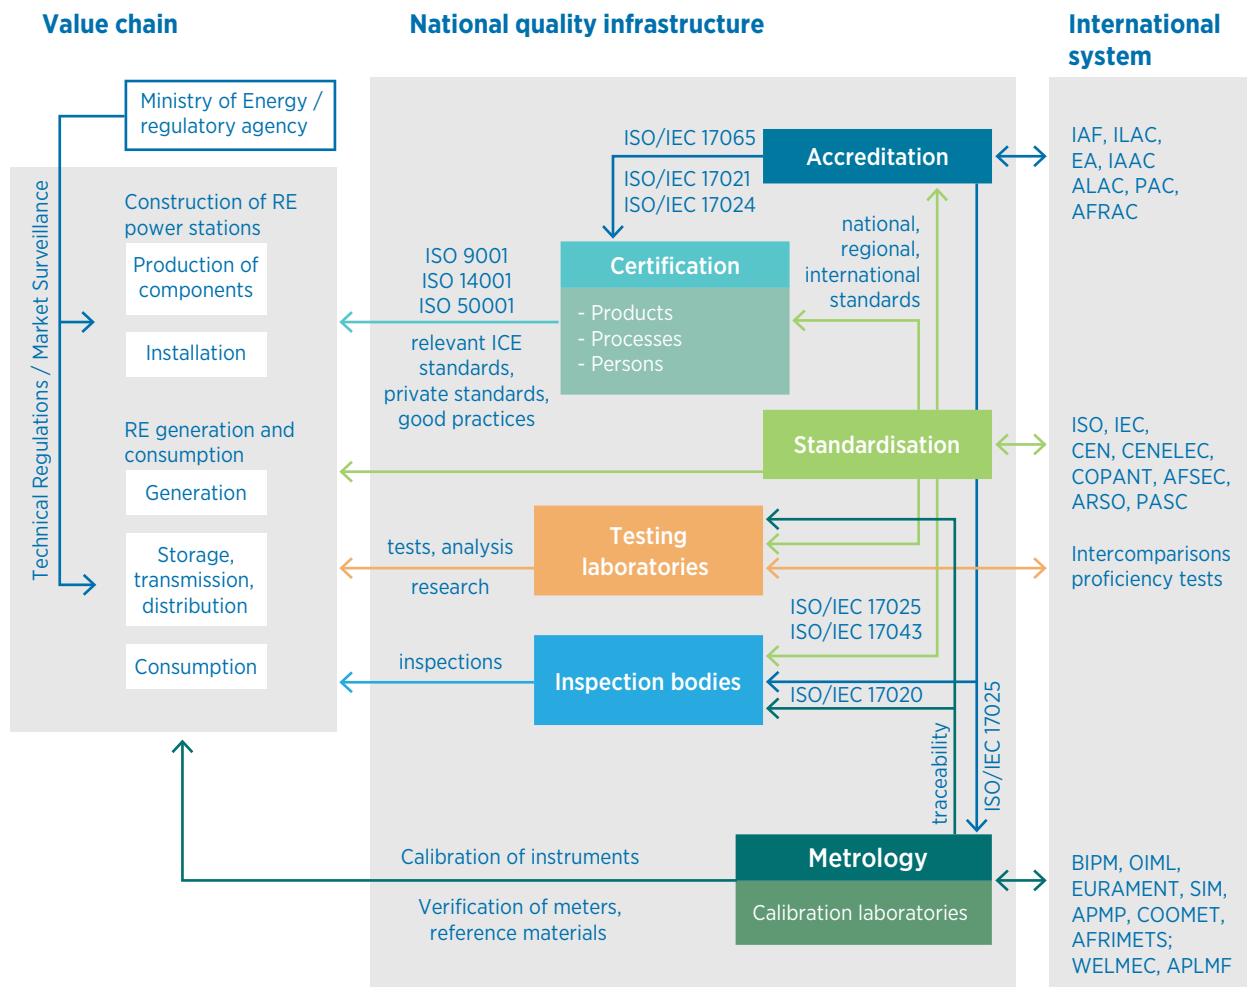 Value chain
National quality infrastructure
International
system
Ministry of Energy /
regulatory agency
Technical Regulations / Market Surveillance
Construction of RE
power stations
Production of
components
Installation
RE generation and
consumption
Generation
Storage,
transmission,
distribution
Consumption
ISO/IEC 17065
ISO/IEC 17021
ISO/IEC 17024
Accreditation
national,
regional,
international
standards
ISO 9001
ISO 14001
ISO 50001
relevant ICE
standards,
private standards,
good practices
Certification
- Products
- Processes
- Persons
Standardisation
tests, analysis
research
Testing
laboratories
ISO/IEC 17025
ISO/IEC 17043
inspections
Inspection bodies
ISO/IEC 17020
traceability
ISO/IEC 17025
Calibration of instruments
Verification of meters,
reference materials
Metrology
Calibration laboratories
IAF, ILAC,
EA, IAAC
ALAC, PAC,
AFRAC
ISO, IEC,
CEN, CENELEC,
COPANT, AFSEC,
ARSO, PASC
Intercomparisons
proficiency tests
BIPM, OIML,
EURAMENT, SIM,
APMP, COOMET,
AFRIMETS;
WELMEC, APLMF